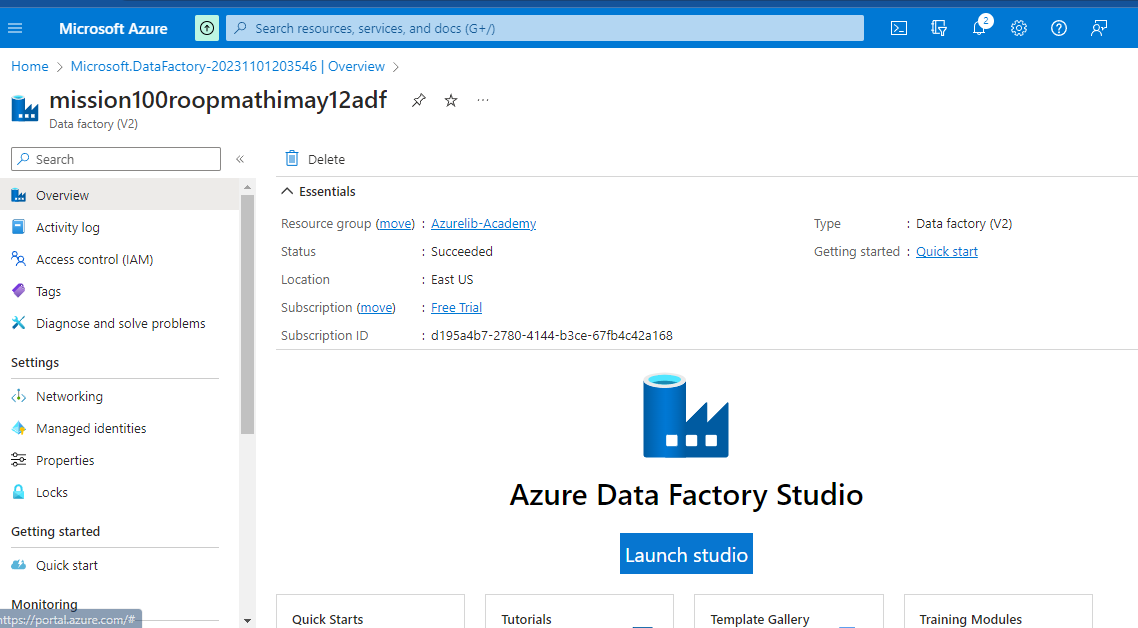 Microsoft Azure
Search resources, services, and docs (G+/)
2
Home > Microsoft.DataFactory-20231101203546 | Overview >
mission100roopmathimay12adf
Data factory (V2)
Search
«
Delete
Overview
Activity log
Access control (IAM)
Tags
Diagnose and solve problems
Settings
Networking
Managed identities
Properties
Locks
Getting started
Quick start
Monitoring
https://portal.azure.com/#
Essentials
Resource group (move) : Azurelib-Academy
Status : Succeeded
Location : East US
Subscription (move) : Free Trial
Subscription ID : d195a4b7-2780-4144-b3ce-67fb4c42a168
Type : Data factory (V2)
Getting started : Quick start
Azure Data Factory Studio
Launch studio
Quick Starts
Tutorials
Template Gallery
Training Modules